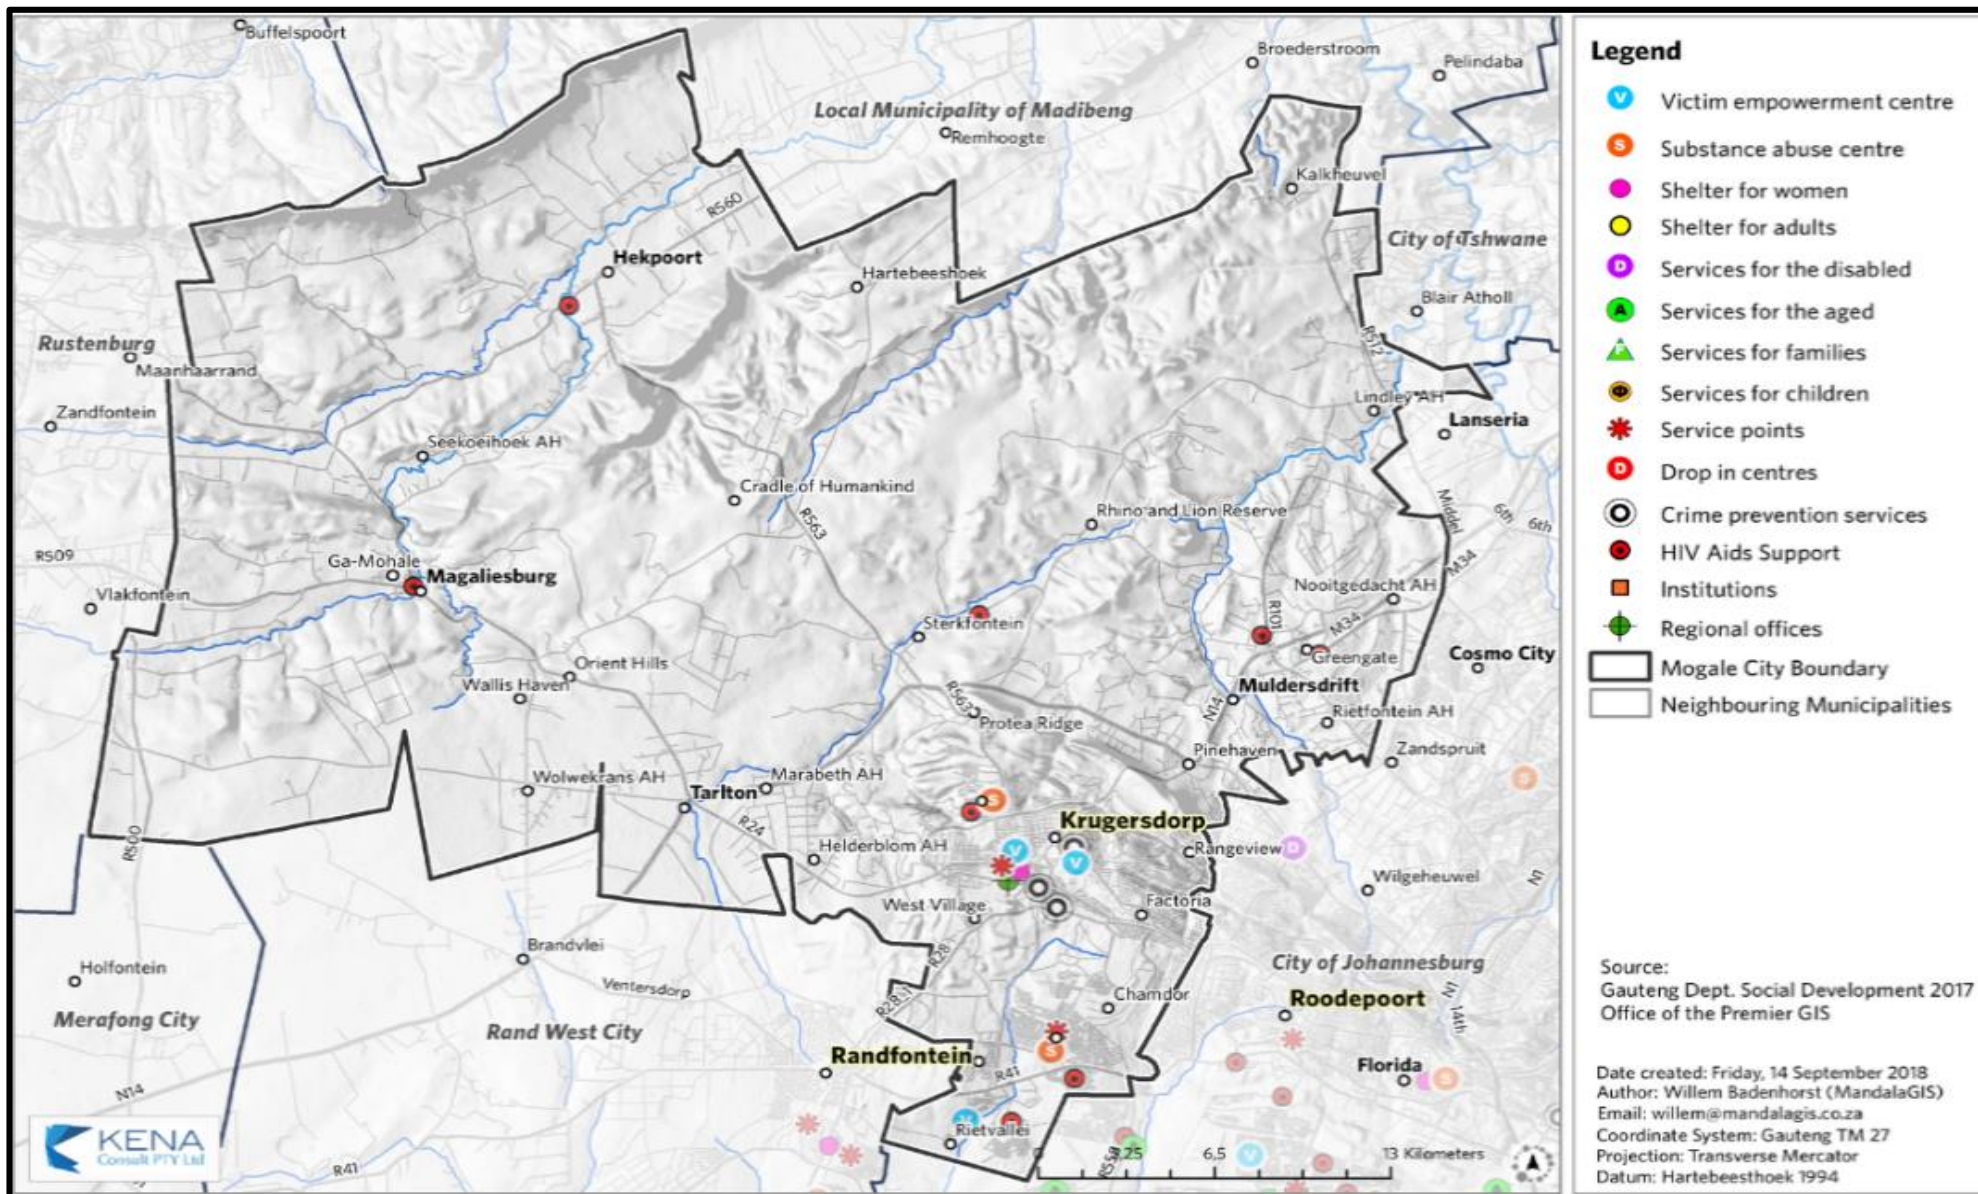 Buffelspoort
Broederstroom
Pelindaba
Local Municipality of Madibeng
Remhoogte
Kalkheuvel
R560
City of Tshwane
Hekpoort
Hartebeeshoek
Blair Atholl
Rustenburg
Maanhaarrand
R512
Zandfontein
Lindley AH
Lanseria
Seekoeihoek AH
Cradle of Humankind
Rhino and Lion Reserve
R563
Middel
6th
6th
R509
Ga-Mohale
Magaliesburg
M34
Nooitgedacht AH
Vlakfontein
R101
M34
Sterkfontein
Greengate
Cosmo City
Orient Hills
Wallis Haven
Muldersdrift
R563
N14
Rietfontein AH
Protea Ridge
Pinehaven
Zandspruit
Wolwekrans AH
Marabeth AH
Tarlton
S
S
R24
Krugersdorp
R500
Helderblom AH
V
V
Rangeview
D
Wilgeheuwel
N1
West Village
Factoria
R28
Brandvlei
Holfontein
Ventersdorp
City of Johannesburg
N1
Chamdor
R28-1
Roodepoort
14th
Merafong City
Rand West City
S
Randfontein
R41
Florida
S
N14
V
Rietvallei
R558
V
R41
KENA
Consult PTY Ltd
0
3,25
6,5
13 Kilometers
Legend
V Victim empowerment centre
S Substance abuse centre
Shelter for women
Shelter for adults
D Services for the disabled
A Services for the aged
F Services for families
Services for children
Service points
D Drop in centres
Crime prevention services
HIV Aids Support
Institutions
Regional offices
Mogale City Boundary
Neighbouring Municipalities
Source:
Gauteng Dept. Social Development 2017
Office of the Premier GIS
Date created: Friday, 14 September 2018
Author: Willem Badenhorst (MandalaGIS)
Email: willem@mandalagis.co.za
Coordinate System: Gauteng TM 27
Projection: Transverse Mercator
Datum: Hartebeesthoek 1994